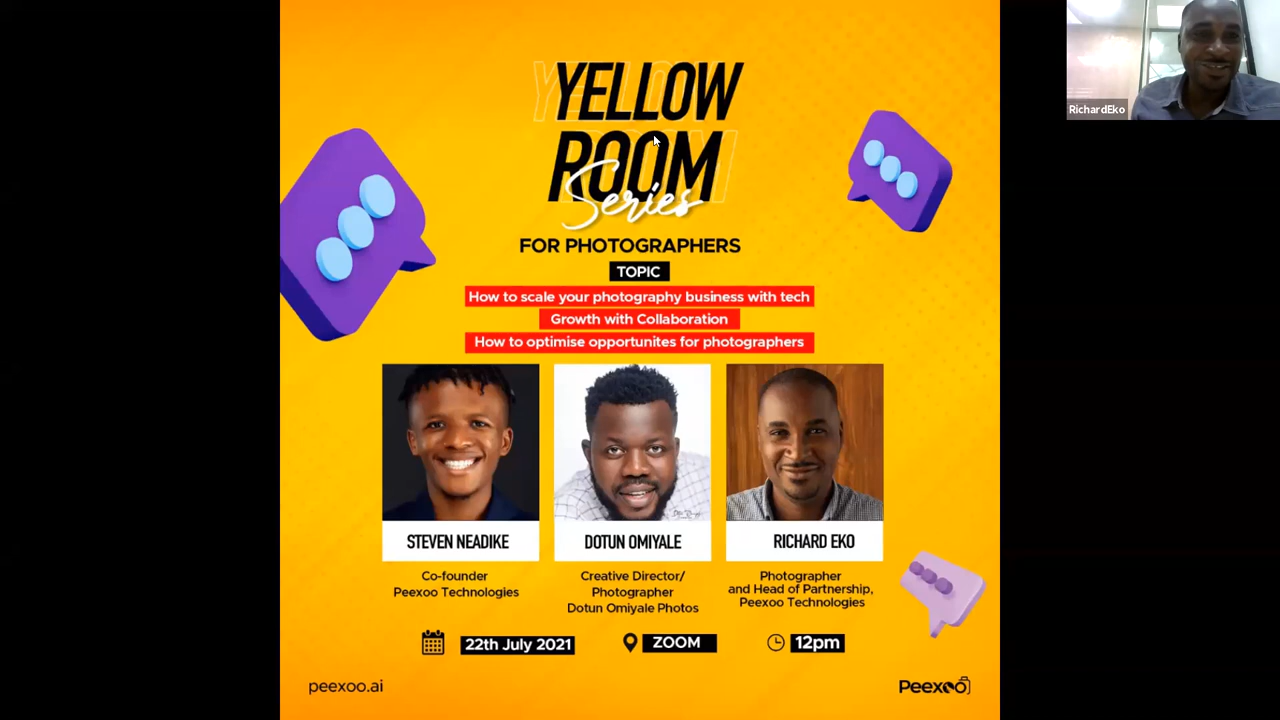 RichardEko
YELLOW
ROOM
Series
FOR PHOTOGRAPHERS
TOPIC
How to scale your photography business with tech
Growth with Collaboration
How to optimise opportunites for photographers
STEVEN NEADIKE
DOTUN OMIYALE
RICHARD EKO
Co-founder
Peexoo Technologies
Creative Director/
Photographer
Dotun Omiyale Photos
Photographer
and Head of Partnership,
Peexoo Technologies
22th July 2021
ZOOM
12pm
peexoo.ai
Peexoo